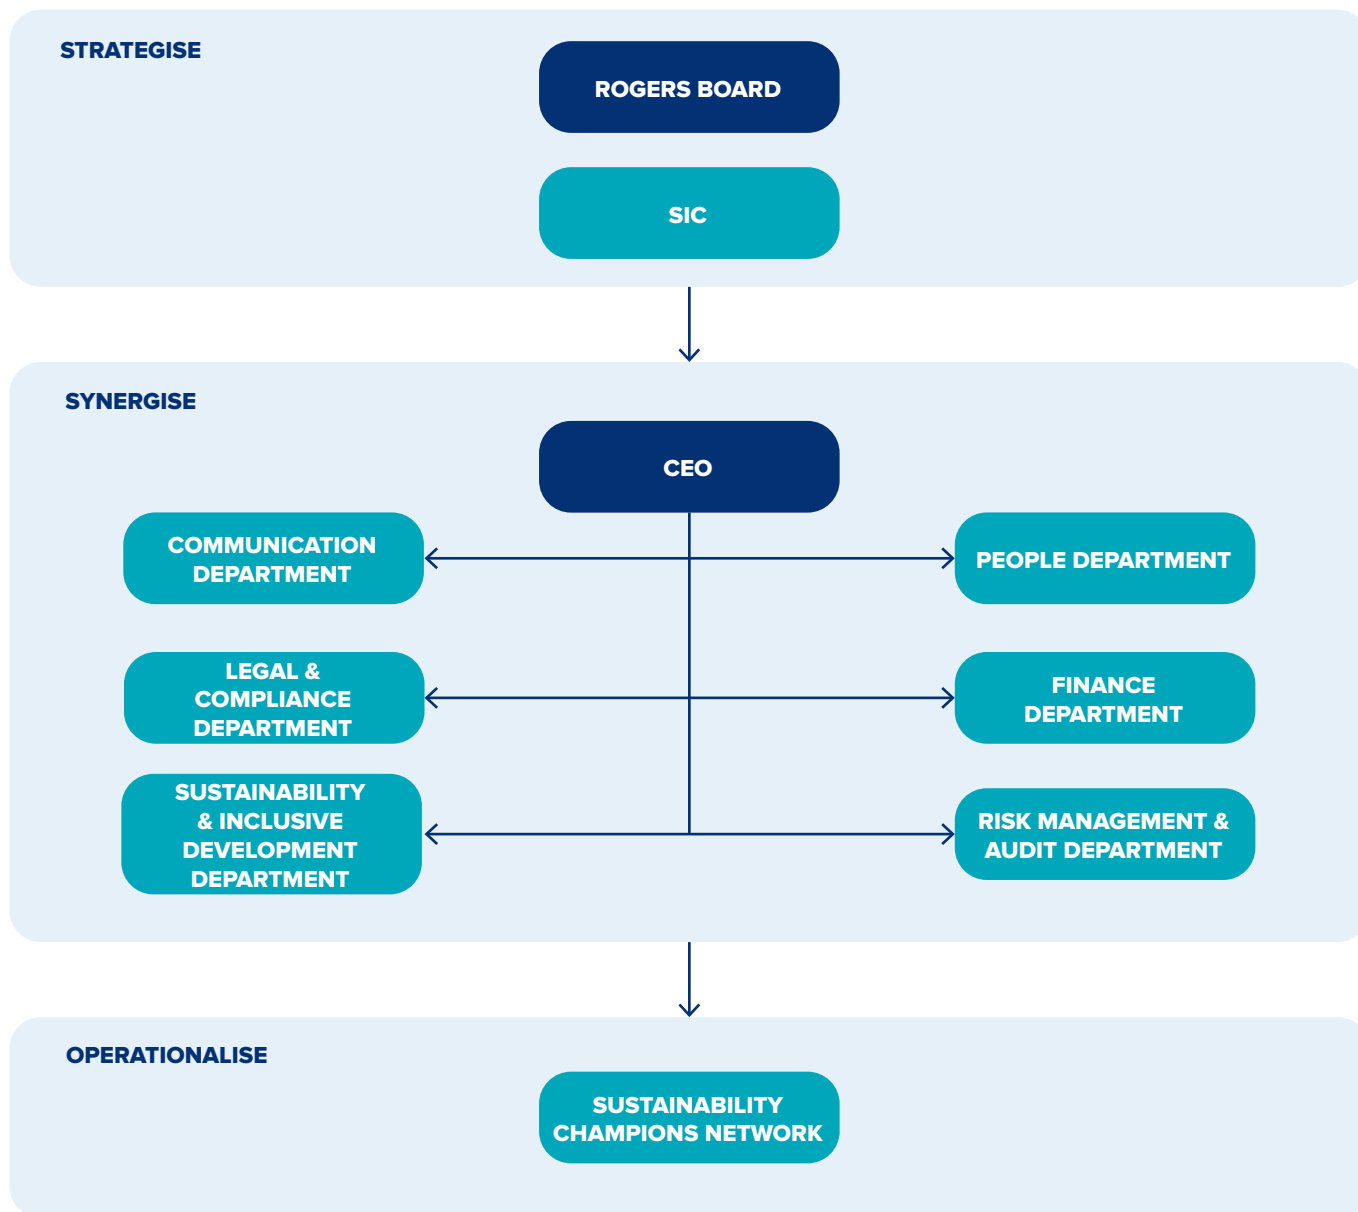 STRATEGISE
ROGERS BOARD
SIC
SYNERGISE
CEO
COMMUNICATION
DEPARTMENT
PEOPLE DEPARTMENT
LEGAL &
COMPLIANCE
DEPARTMENT
FINANCE
DEPARTMENT
SUSTAINABILITY
& INCLUSIVE
DEVELOPMENT
DEPARTMENT
RISK MANAGEMENT &
AUDIT DEPARTMENT
OPERATIONALISE
SUSTAINABILITY
CHAMPIONS NETWORK